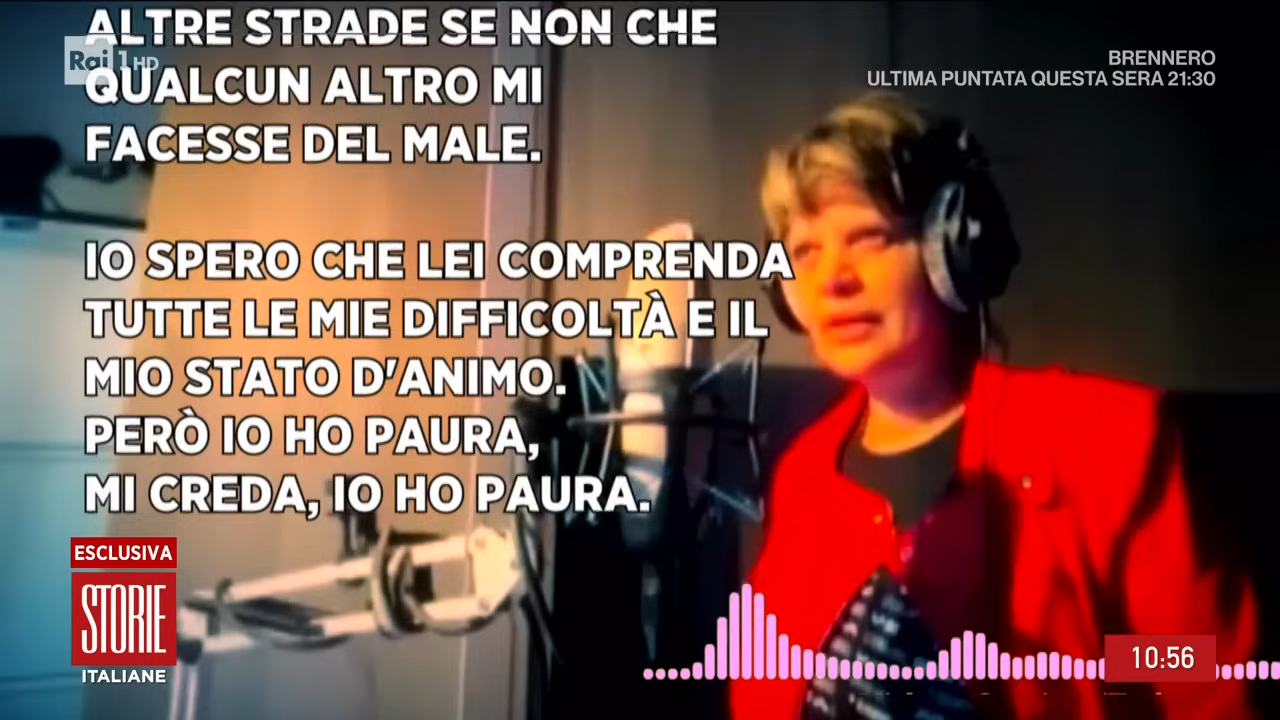 ALTRE STRADE SE NON CHE
Rai 1 HD
QUALCUN ALTRO MI
FACESSE DEL MALE.
BRENNERO
ULTIMA PUNTATA QUESTA SERA 21:30
IO SPERO CHE LEI COMPRENDA
TUTTE LE MIE DIFFICOLTÀ E IL
MIO STATO D'ANIMO.
PERÒ IO HO PAURA,
MI CREDA, IO HO PAURA.
ESCLUSIVA
STORIE
ITALIANE
10:56